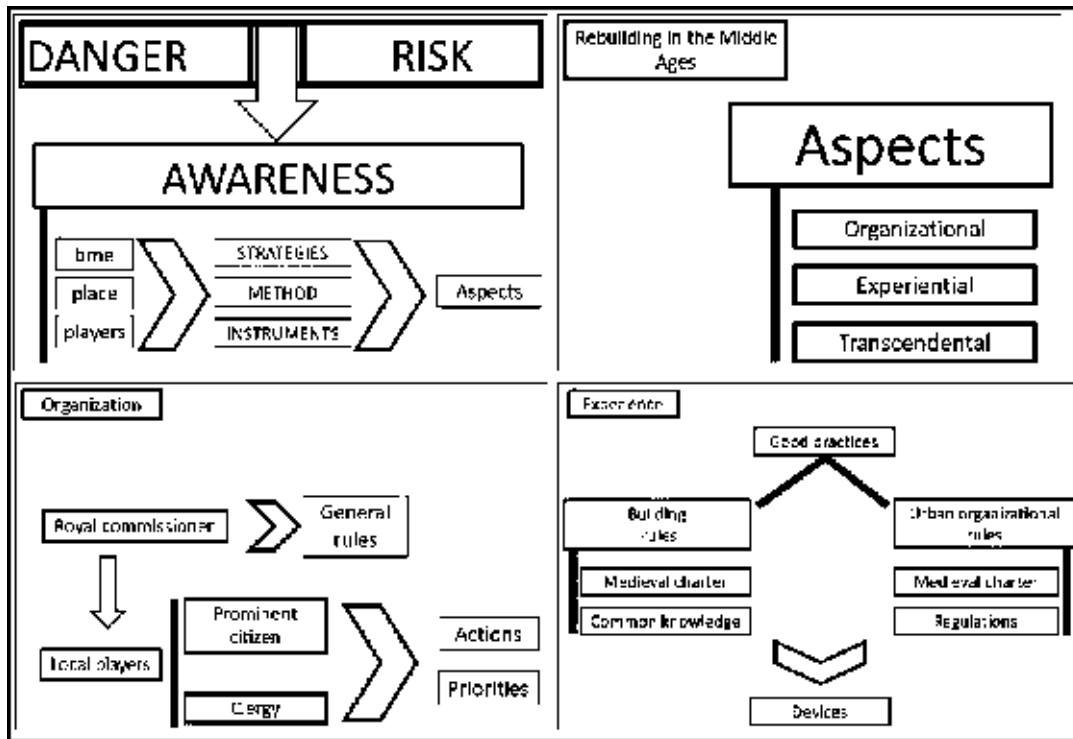 DANGER
RISK
AWARENESS
time
place
players
STRATEGIES
METHOD
INSTRUMENTS
Aspects
Rebuilding in the Middle
Ages
Aspects
Organizational
Experiential
Transcendental
Organization
Royal commissioner
General
rules
Local players
Prominent
citizen
Clergy
Actions
Priorities
Experience
Good practices
Building
rules
Medieval charter
Common knowledge
Urban organizational
rules
Medieval charter
Regulations
Devices